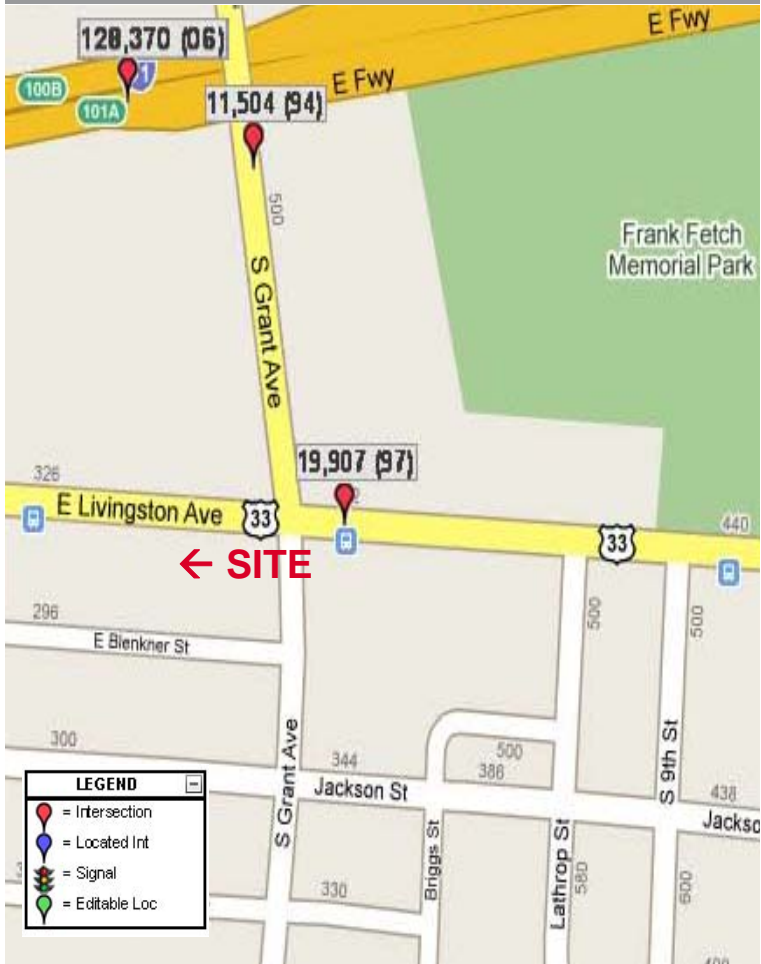 E Fwy
128,370 (06)
E Fwy
100B
1
101A
11,504 (94)
500
Frank Fetch
Memorial Park
S Grant Ave
19,907 (97)
326
E Livingston Ave
33
33
440
← SITE
296
E Blenkner St
500
500
300
344
500
386
Jackson St
S Grant Ave
Briggs St
Lathrop St
S 9th St
438
Jackso
LEGEND
= Intersection
= Located Int
= Signal
= Editable Loc
330
580
600